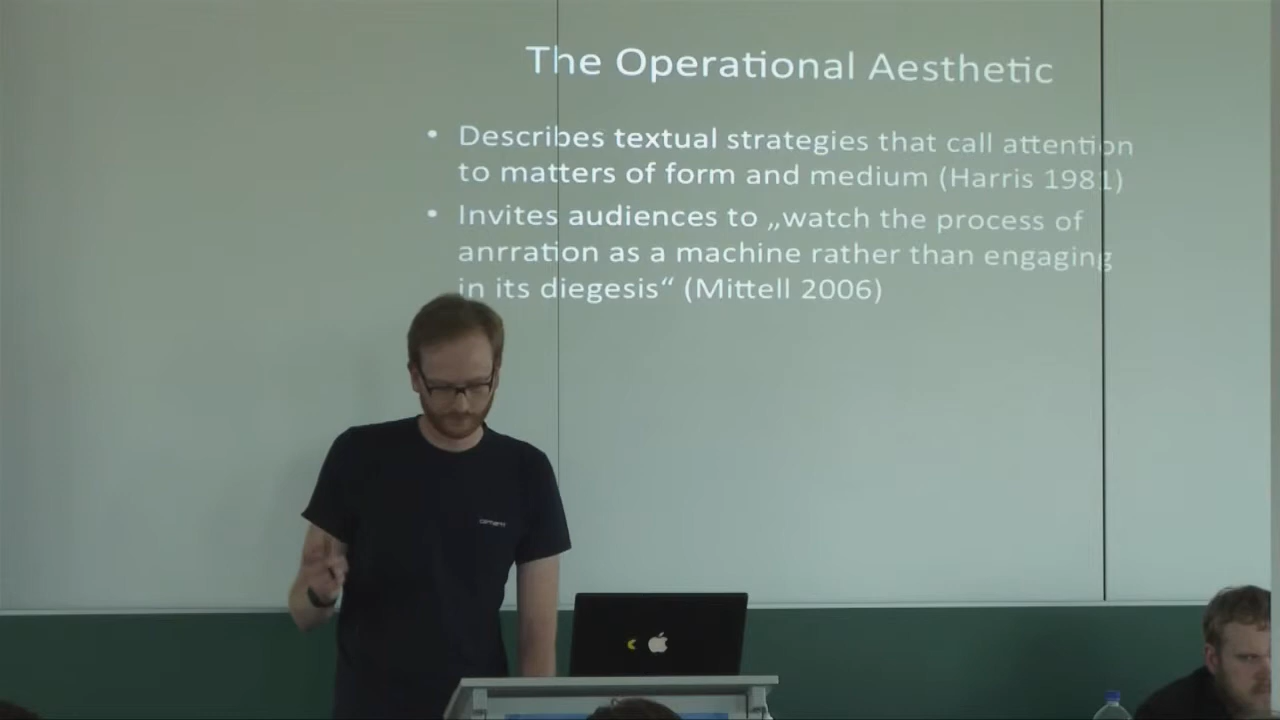 The Operational Aesthetic
• Describes textual strategies that call attention
to matters of form and medium (Harris 1981)
• Invites audiences to „watch the process of
anrration as a machine rather than engaging
in its diegesis“ (Mittell 2006)